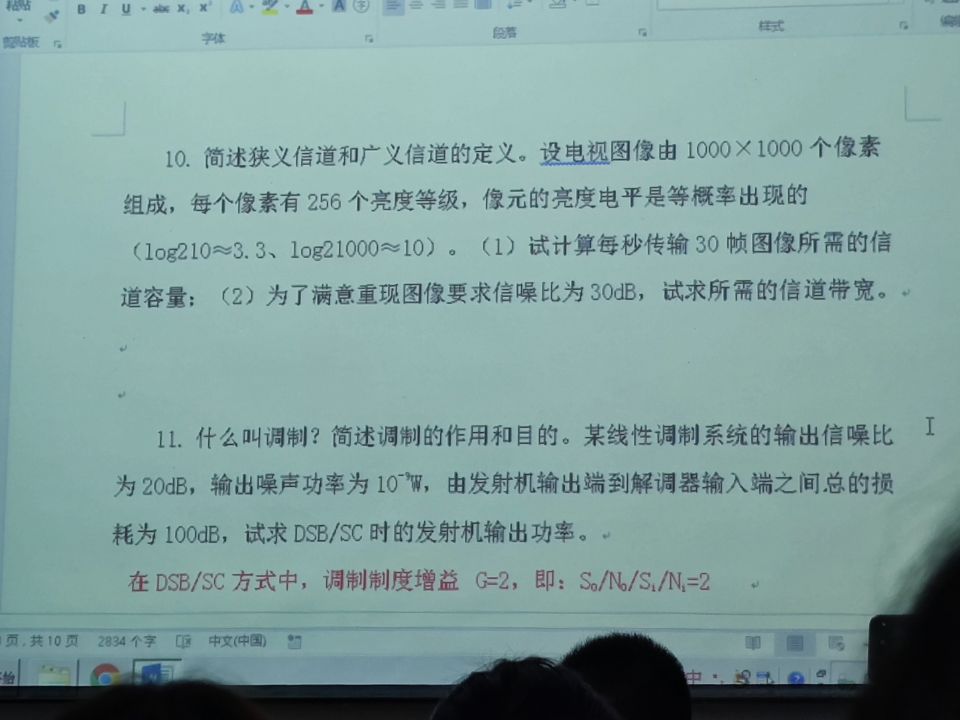 粘贴
B I U abc X₂ X² A A A
剪贴板 字体 段落 样式
10. 简述狭义信道和广义信道的定义。设电视图像由 1000×1000 个像素
组成，每个像素有 256 个亮度等级，像元的亮度电平是等概率出现的
（log210≈3.3、log21000≈10）。（1）试计算每秒传输 30 帧图像所需的信
道容量；（2）为了满意重现图像要求信噪比为 30dB，试求所需的信道带宽。
11. 什么叫调制？简述调制的作用和目的。某线性调制系统的输出信噪比
为 20dB，输出噪声功率为 10⁻⁹W，由发射机输出端到解调器输入端之间总的损
耗为 100dB，试求 DSB/SC 时的发射机输出功率。
在 DSB/SC 方式中，调制制度增益 G=2，即：S₀/N₀/Sᵢ/Nᵢ=2
页，共 10 页 2834 个字 中文(中国)
中